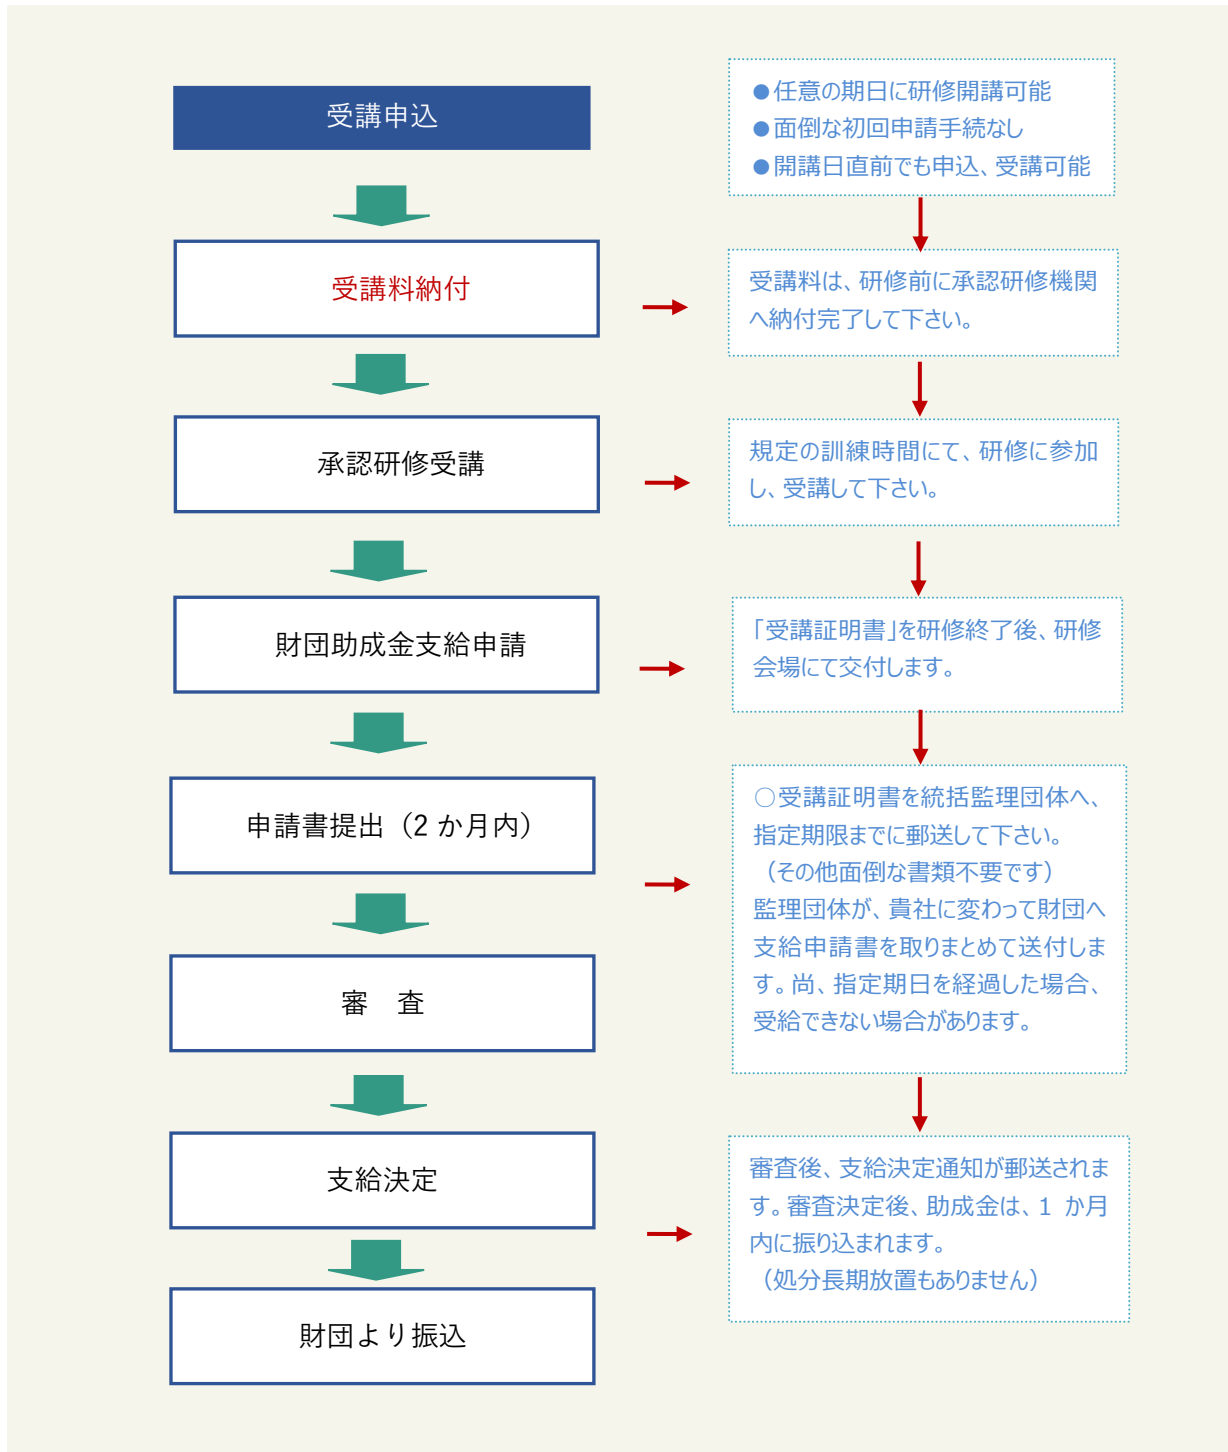 受講申込
●任意の期日に研修開講可能
●面倒な初回申請手続なし
●開講日直前でも申込、受講可能
受講料納付
受講料は、研修前に承認研修機関
へ納付完了して下さい。
承認研修受講
規定の訓練時間にて、研修に参加
し、受講して下さい。
財団助成金支給申請
「受講証明書」を研修終了後、研修
会場にて交付します。
申請書提出（2 か月内）
○受講証明書を統括監理団体へ、
指定期限までに郵送して下さい。
（その他面倒な書類不要です）
監理団体が、貴社に変わって財団へ
支給申請書を取りまとめて送付しま
す。尚、指定期日を経過した場合、
受給できない場合があります。
審　査
支給決定
審査後、支給決定通知が郵送されま
す。審査決定後、助成金は、1 か月
内に振り込まれます。
（処分長期放置もありません）
財団より振込